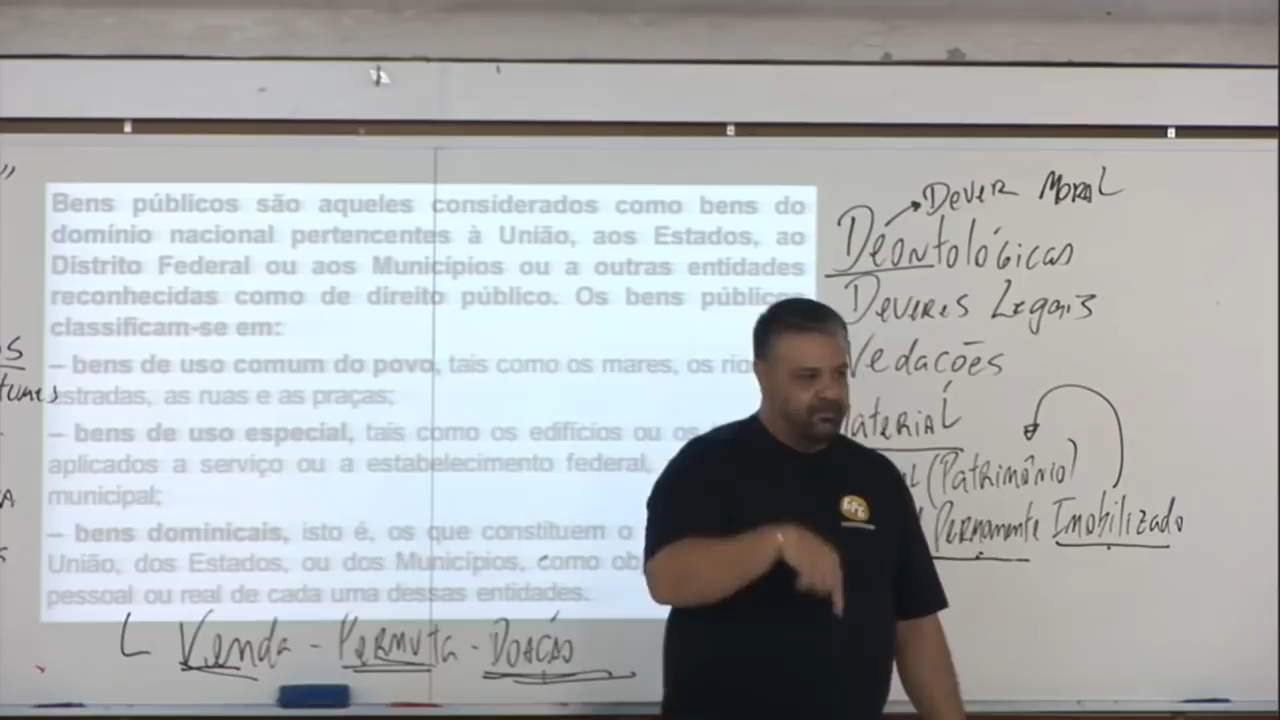 Bens públicos são aqueles considerados como bens do
domínio nacional pertencentes à União, aos Estados, ao
Distrito Federal ou aos Municípios ou a outras entidades
reconhecidas como de direito público. Os bens públicos
classificam-se em:
– bens de uso comum do povo, tais como os mares, os rios
estradas, as ruas e as praças;
– bens de uso especial, tais como os edifícios ou os
aplicados a serviço ou a estabelecimento federal,
municipal;
– bens dominicais, isto é, os que constituem o
União, dos Estados, ou dos Municípios, como ob
pessoal ou real de cada uma dessas entidades.
Venda - Permuta - Doação
Dever Moral
Deontológicas
Deveres Legais
Vedações
Material
(Patrimônio)
Permanente Imobilizado
GPG